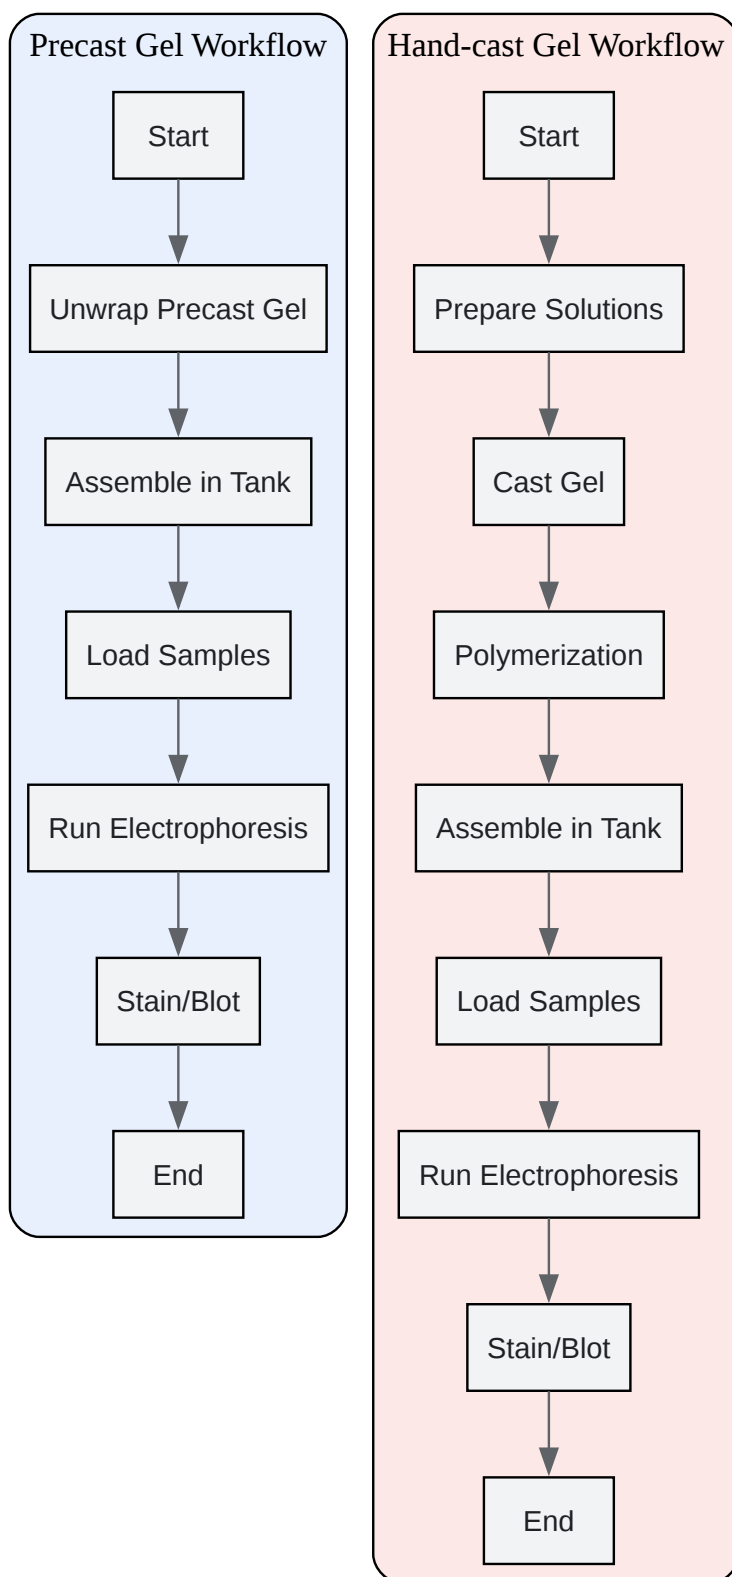 Precast Gel Workflow
Start
Unwrap Precast Gel
Assemble in Tank
Load Samples
Run Electrophoresis
Stain/Blot
End
Hand-cast Gel Workflow
Start
Prepare Solutions
Cast Gel
Polymerization
Assemble in Tank
Load Samples
Run Electrophoresis
Stain/Blot
End